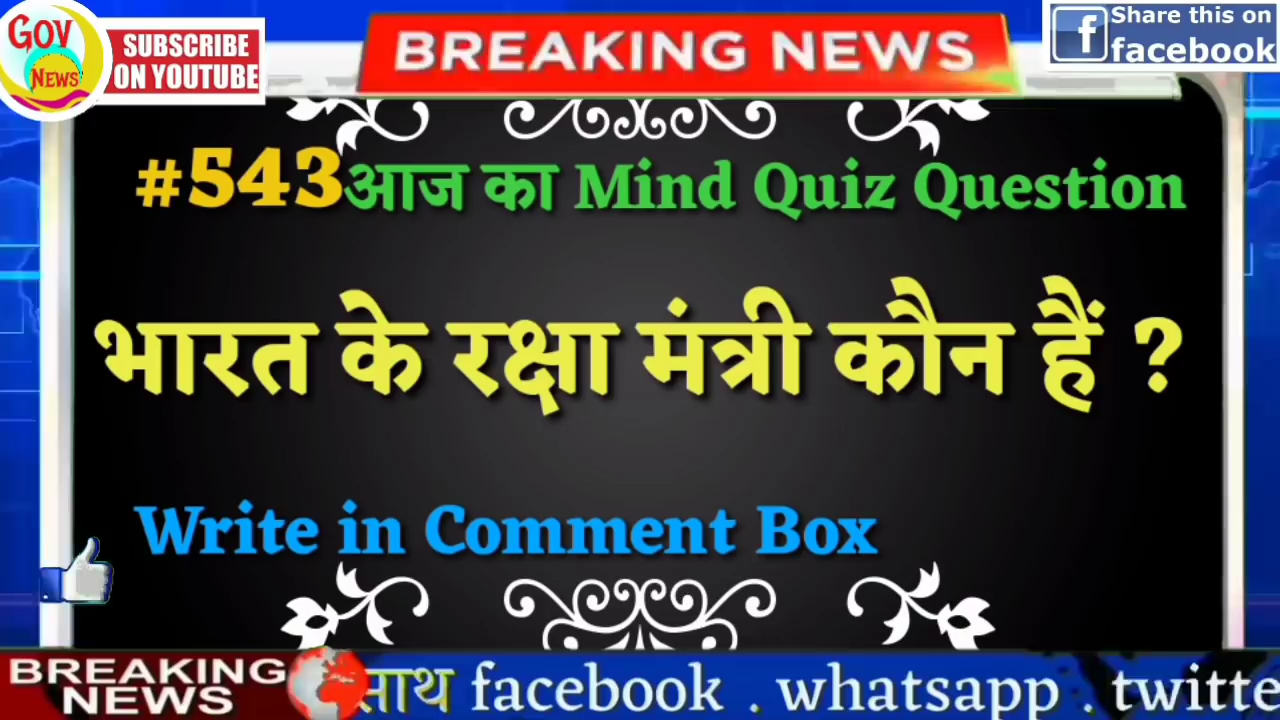 GOV
NEWS
SUBSCRIBE
ON YOUTUBE
BREAKING NEWS
Share this on
facebook
#543आज का Mind Quiz Question
भारत के रक्षा मंत्री कौन हैं ?
Write in Comment Box
BREAKING
NEWS
साथ facebook . whatsapp . twitte